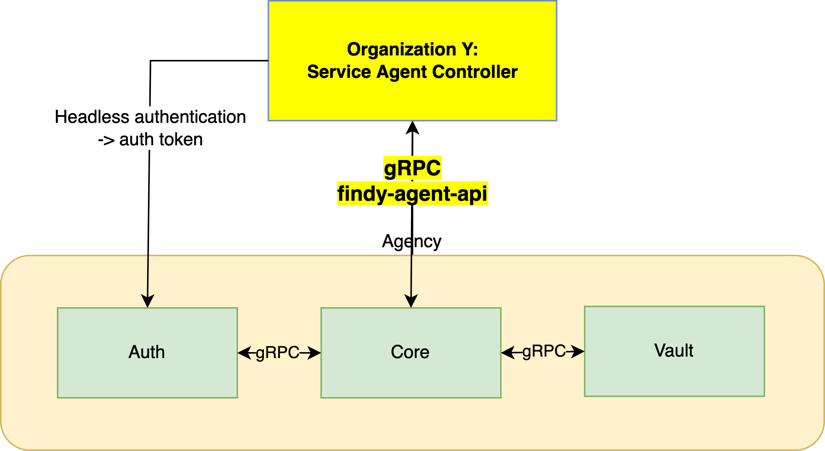 Organization Y:
Service Agent Controller
Headless authentication
-> auth token
gRPC
findy-agent-api
Agency
Auth
gRPC
Core
gRPC
Vault